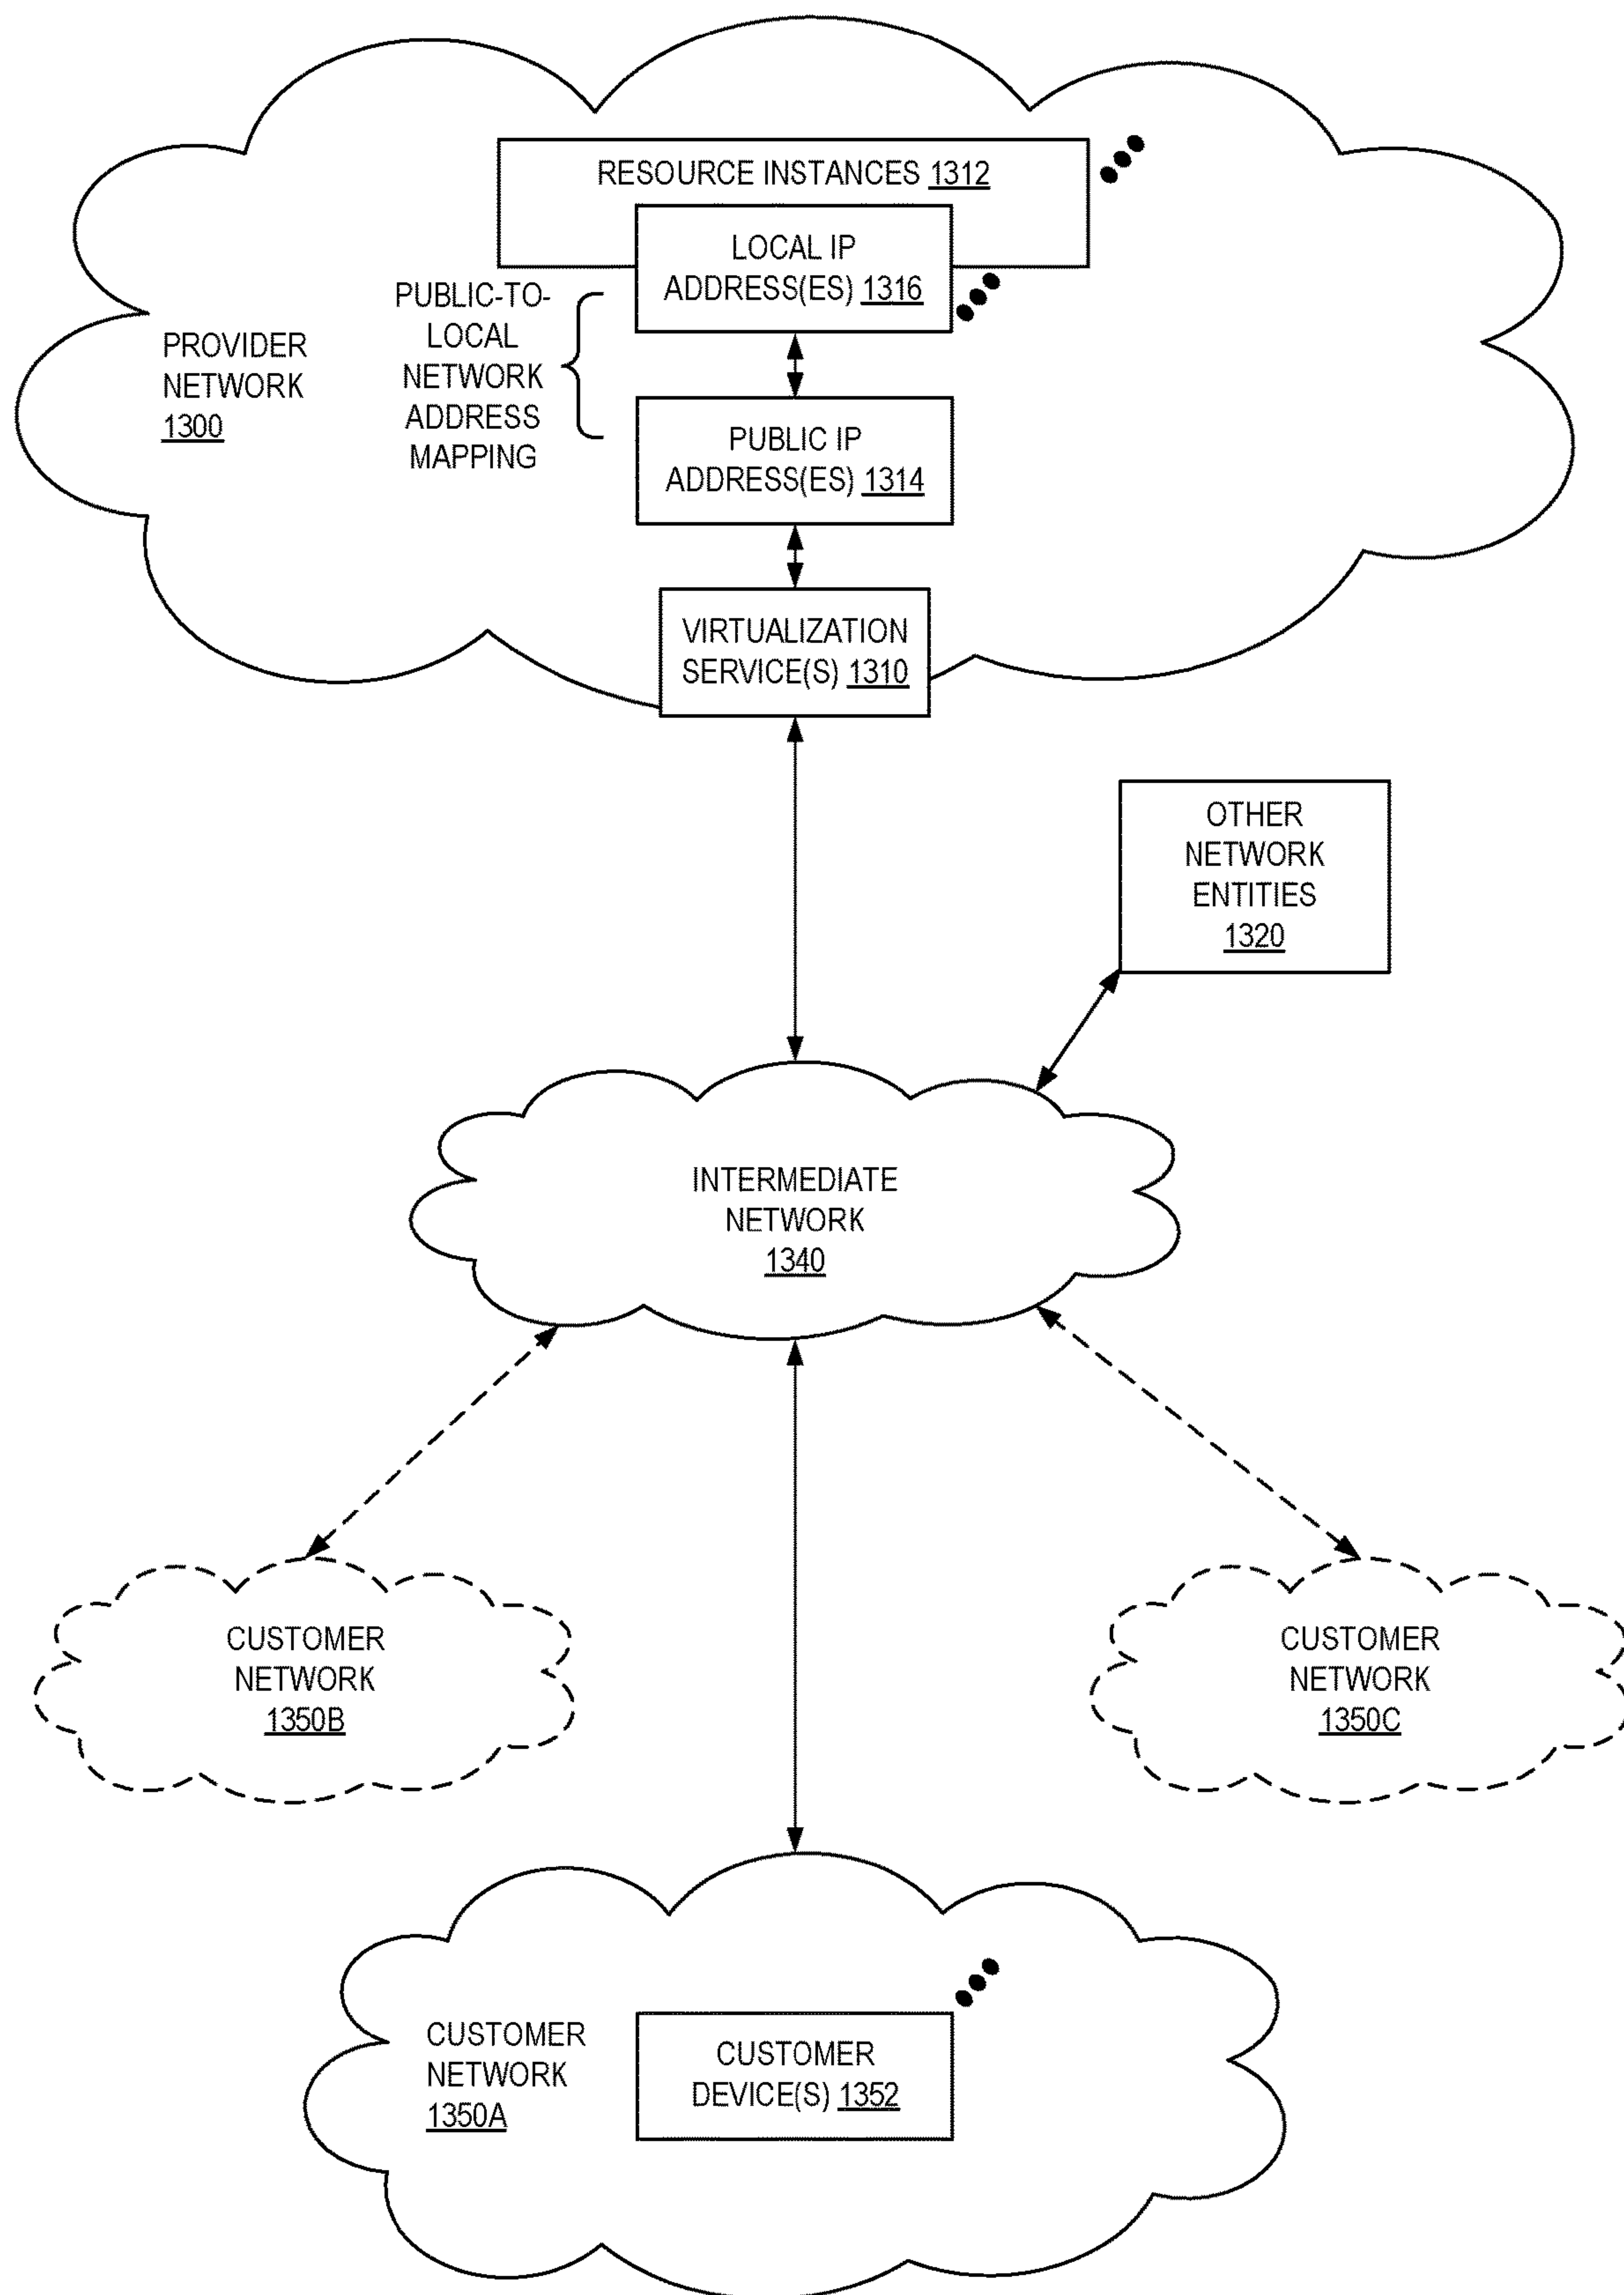 RESOURCE INSTANCES 1312
LOCAL IP
ADDRESS(ES) 1316
PUBLIC-TO-
LOCAL
NETWORK
ADDRESS
MAPPING
PROVIDER
NETWORK
1300
PUBLIC IP
ADDRESS(ES) 1314
VIRTUALIZATION
SERVICE(S) 1310
OTHER
NETWORK
ENTITIES
1320
INTERMEDIATE
NETWORK
1340
CUSTOMER
NETWORK
1350B
CUSTOMER
NETWORK
1350C
CUSTOMER
NETWORK
1350A
CUSTOMER
DEVICE(S) 1352